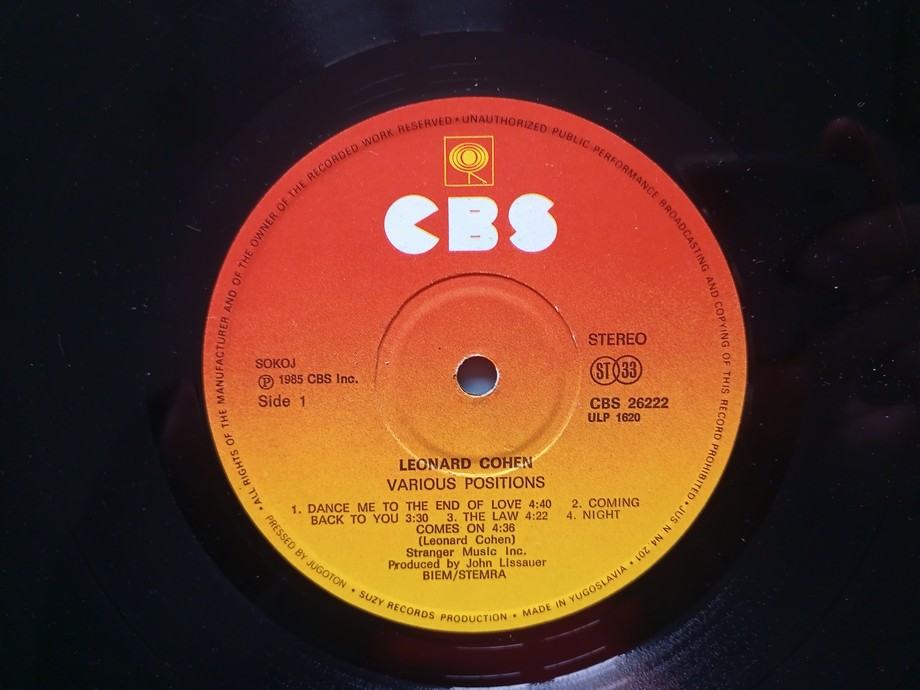 • ALL RIGHTS OF THE MANUFACTURER AND OF THE OWNER OF THE RECORDED WORK RESERVED • UNAUTHORIZED PUBLIC PERFORMANCE BROADCASTING AND COPYING OF THIS RECORD PROHIBITED • JUS N N4 201 • MADE IN YUGOSLAVIA • SUZY RECORDS PRODUCTION • PRESSED BY JUGOTON
CBS
STEREO
SOKOJ
ST 33
Ⓟ 1985 CBS Inc.
Side 1
CBS 26222
ULP 1620
LEONARD COHEN
VARIOUS POSITIONS
1. DANCE ME TO THE END OF LOVE 4:40 2. COMING
BACK TO YOU 3:30 3. THE LAW 4:22 4. NIGHT
COMES ON 4:36
(Leonard Cohen)
Stranger Music Inc.
Produced by John Lissauer
BIEM/STEMRA